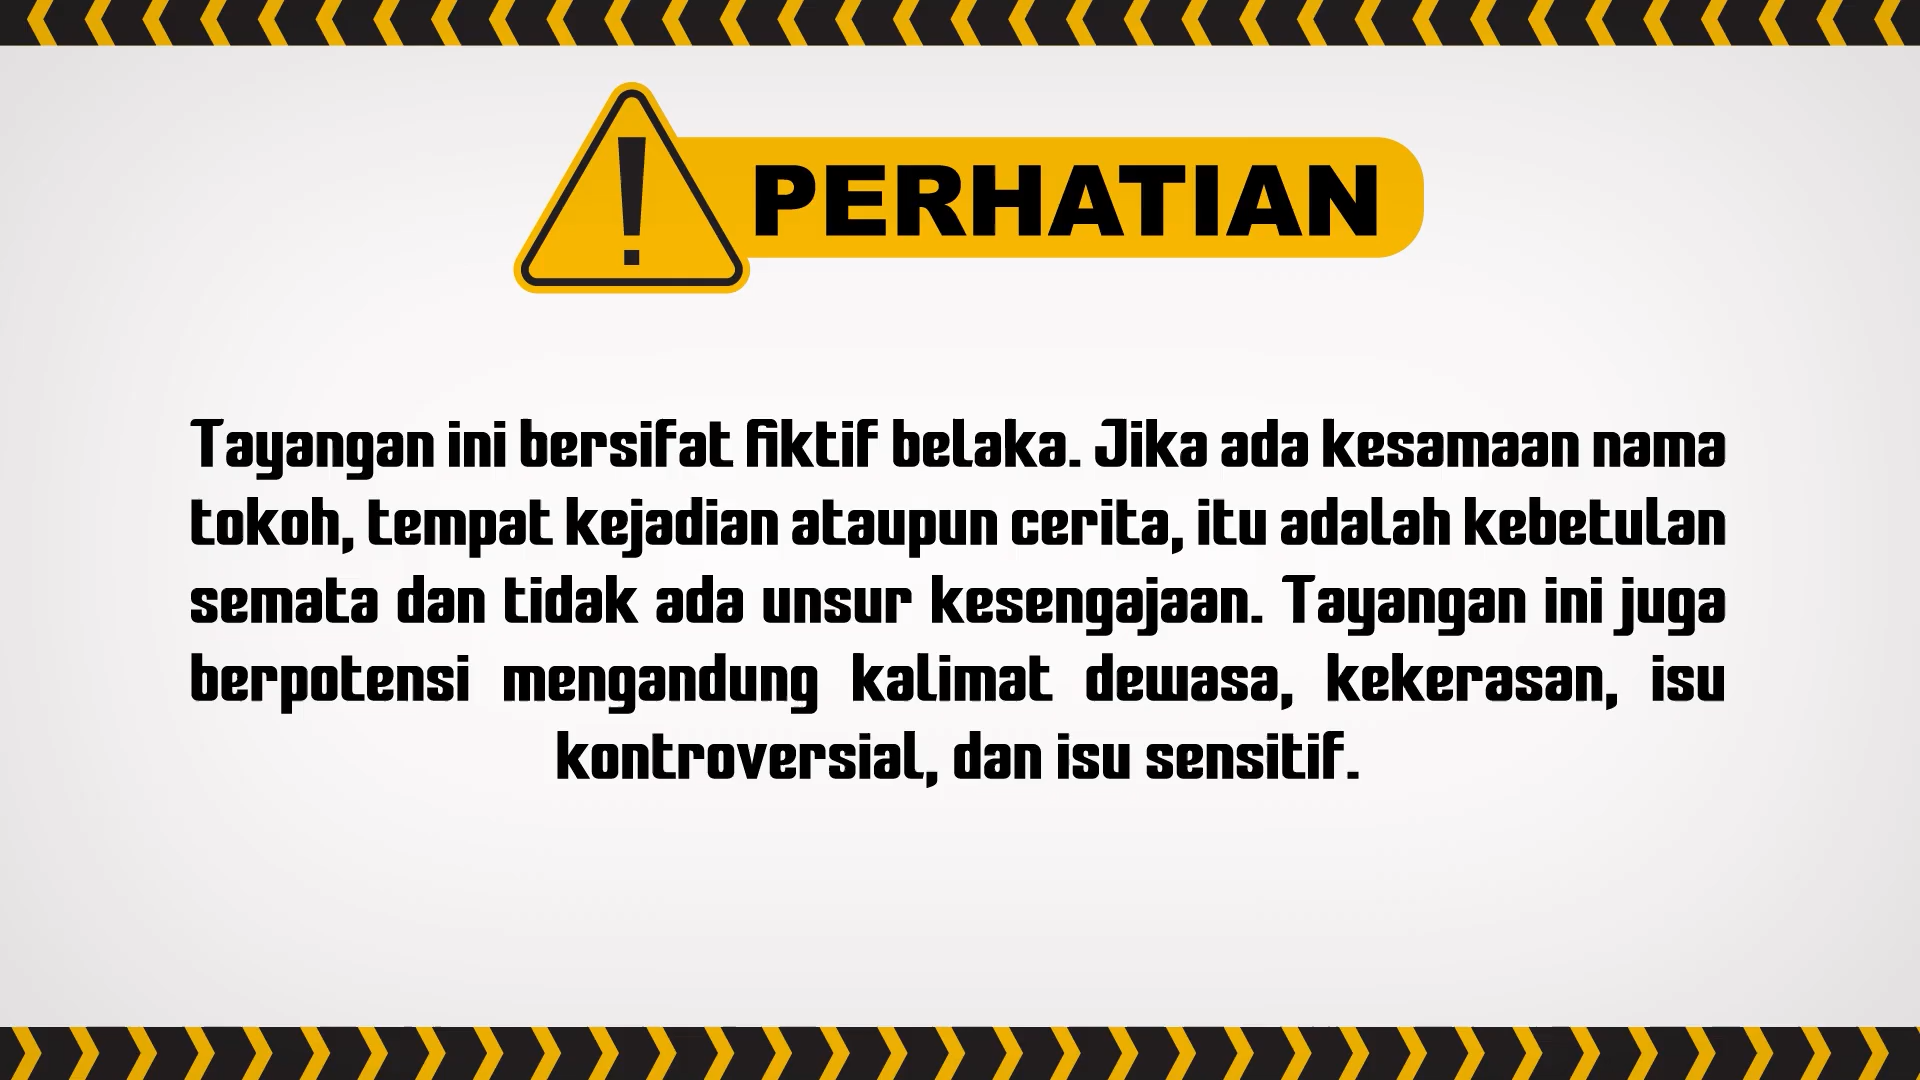 PERHATIAN
Tayangan ini bersifat fiktif belaka. Jika ada kesamaan nama
tokoh, tempat kejadian ataupun cerita, itu adalah kebetulan
semata dan tidak ada unsur kesengajaan. Tayangan ini juga
berpotensi mengandung kalimat dewasa, kekerasan, isu
kontroversial, dan isu sensitif.